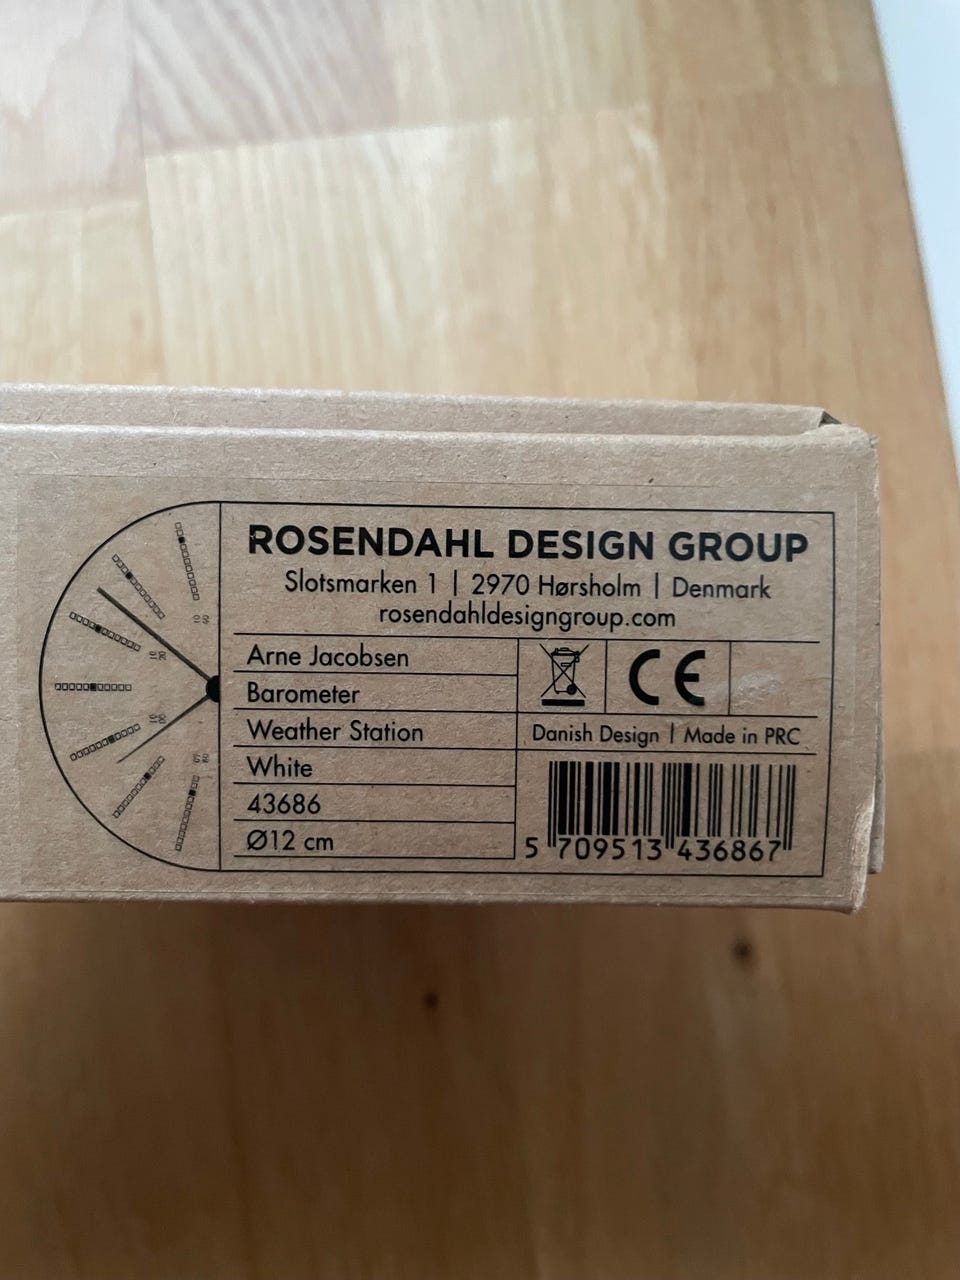 ROSENDAHL DESIGN GROUP
Slotsmarken 1 | 2970 Hørsholm | Denmark
rosendahldesigngroup.com
Arne Jacobsen
Barometer
Weather Station
White
43686
Ø12 cm
CE
Danish Design | Made in PRC
5 709513 436867